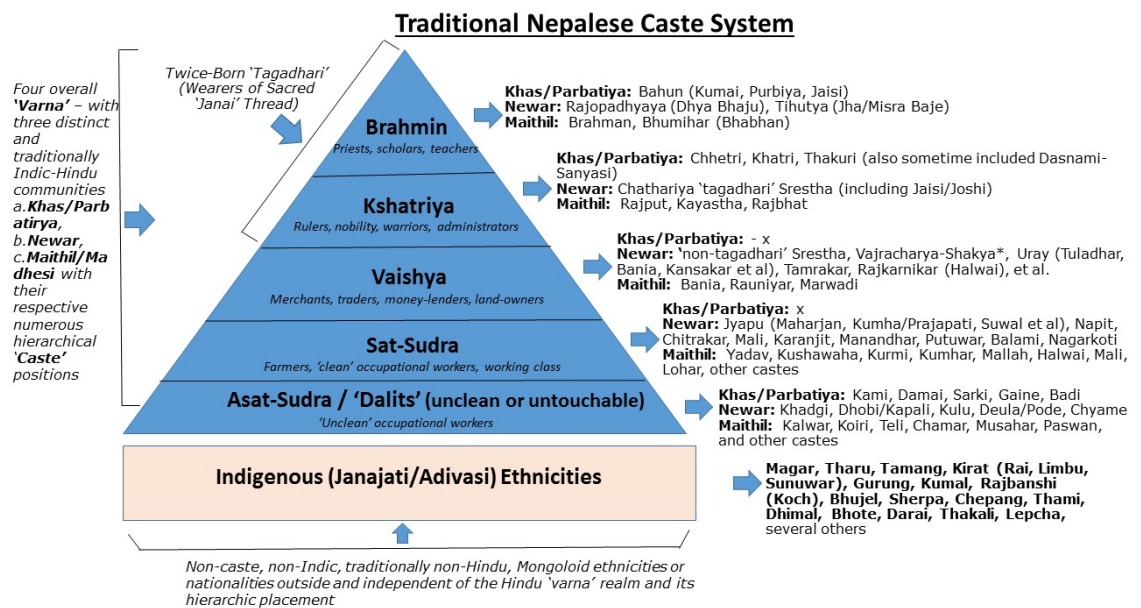 Traditional Nepalese Caste System
Four overall
'Varna' – with
three distinct
and
traditionally
Indic-Hindu
communities
a.Khas/Parb
atirya,
b.Newar,
c.Maithil/Ma
dhesi with
their
respective
numerous
hierarchical
'Caste'
positions
Twice-Born 'Tagadhari'
(Wearers of Sacred
'Janai' Thread)
Brahmin
Priests, scholars, teachers
Khas/Parbatiya: Bahun (Kumai, Purbiya, Jaisi)
Newar: Rajopadhyaya (Dhya Bhaju), Tihutya (Jha/Misra Baje)
Maithil: Brahman, Bhumihar (Bhabhan)
Kshatriya
Rulers, nobility, warriors, administrators
Khas/Parbatiya: Chhetri, Khatri, Thakuri (also sometime included Dasnami-
Sanyasi)
Newar: Chathariya 'tagadhari' Srestha (including Jaisi/Joshi)
Maithil: Rajput, Kayastha, Rajbhat
Vaishya
Merchants, traders, money-lenders, land-owners
Khas/Parbatiya: - x
Newar: 'non-tagadhari' Srestha, Vajracharya-Shakya*, Uray (Tuladhar,
Bania, Kansakar et al), Tamrakar, Rajkarnikar (Halwai), et al.
Maithil: Bania, Rauniyar, Marwadi
Sat-Sudra
Farmers, 'clean' occupational workers, working class
Khas/Parbatiya: x
Newar: Jyapu (Maharjan, Kumha/Prajapati, Suwal et al), Napit,
Chitrakar, Mali, Karanjit, Manandhar, Putuwar, Balami, Nagarkoti
Maithil: Yadav, Kushawaha, Kurmi, Kumhar, Mallah, Halwai, Mali,
Lohar, other castes
Asat-Sudra / 'Dalits' (unclean or untouchable)
'Unclean' occupational workers
Khas/Parbatiya: Kami, Damai, Sarki, Gaine, Badi
Newar: Khadgi, Dhobi/Kapali, Kulu, Deula/Pode, Chyame
Maithil: Kalwar, Koiri, Teli, Chamar, Musahar, Paswan,
and other castes
Indigenous (Janajati/Adivasi) Ethnicities
Magar, Tharu, Tamang, Kirat (Rai, Limbu,
Sunuwar), Gurung, Kumal, Rajbanshi
(Koch), Bhujel, Sherpa, Chepang, Thami,
Dhimal, Bhote, Darai, Thakali, Lepcha,
several others
Non-caste, non-Indic, traditionally non-Hindu, Mongoloid ethnicities or
nationalities outside and independent of the Hindu 'varna' realm and its
hierarchic placement